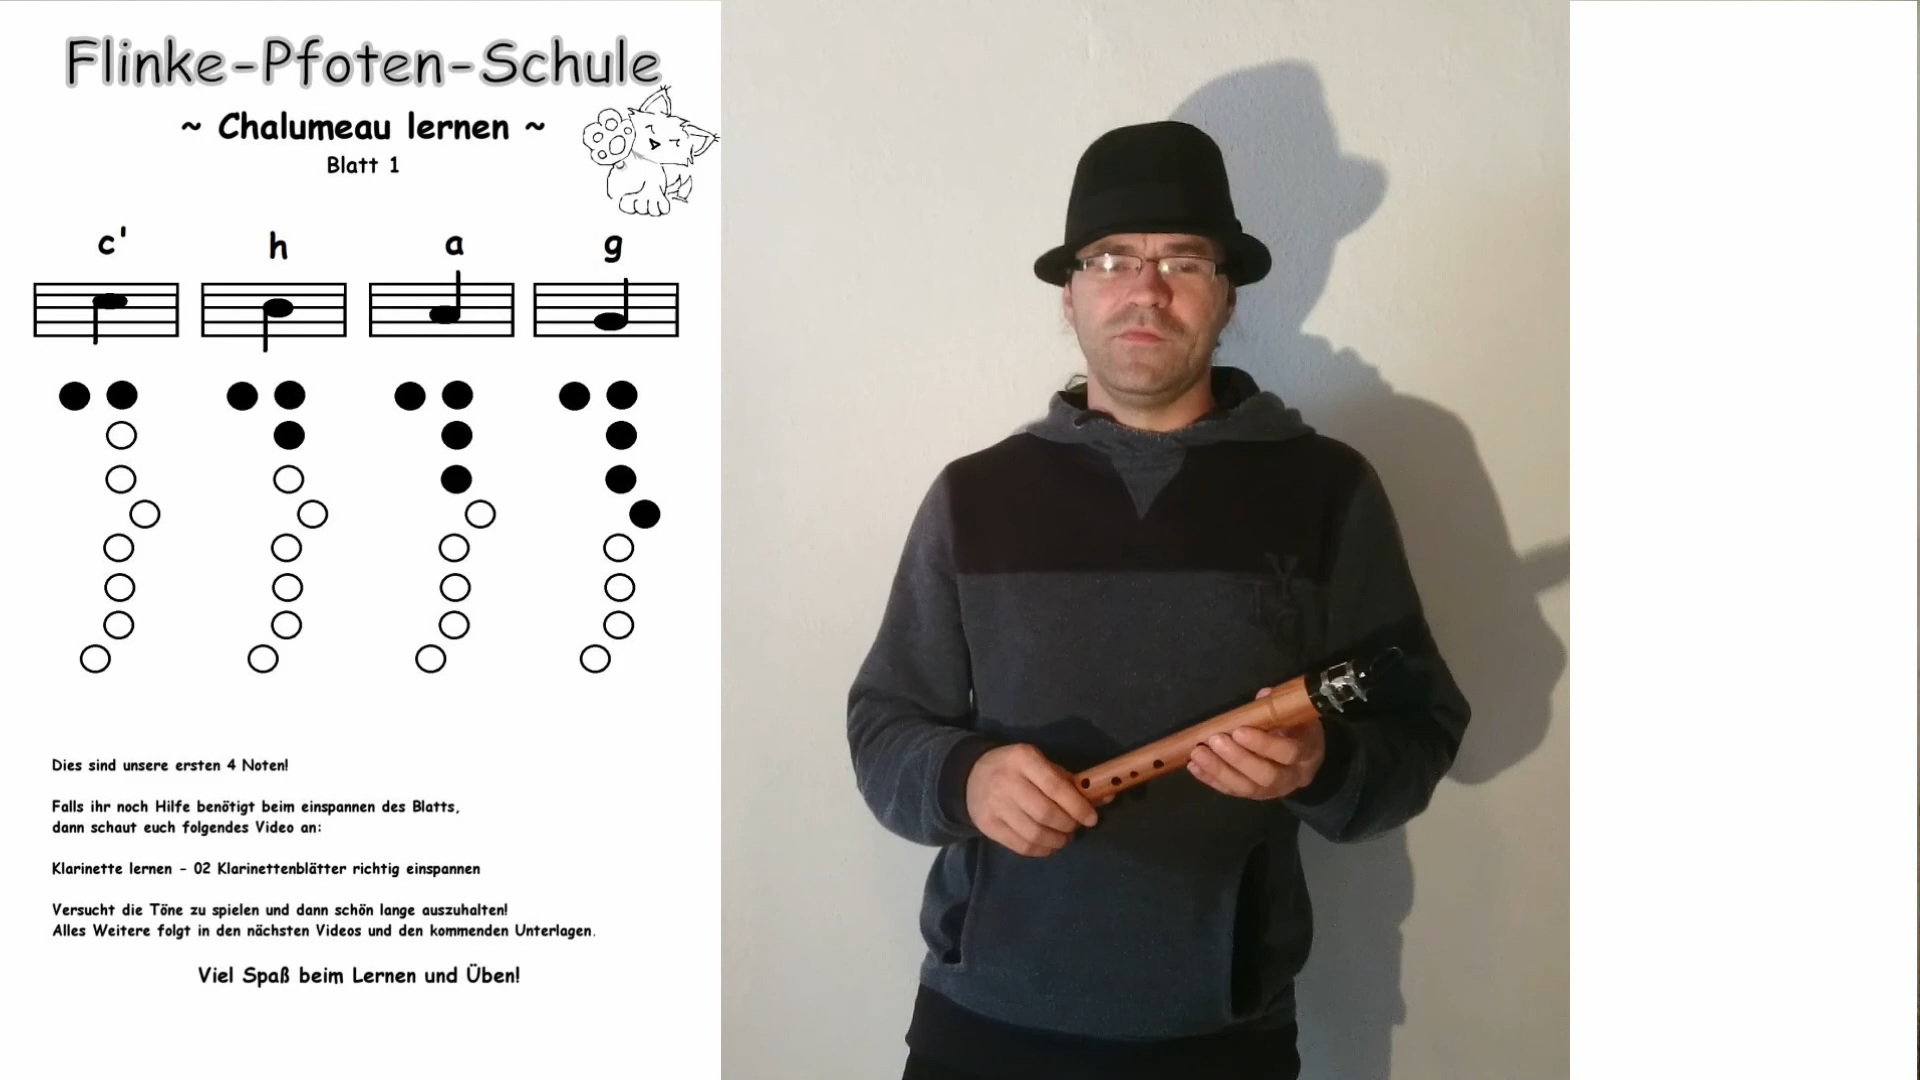 Flinke-Pfoten-Schule
~ Chalumeau lernen ~
Blatt 1
c' h a g
Dies sind unsere ersten 4 Noten!
Falls ihr noch Hilfe benötigt beim einspannen des Blatts,
dann schaut euch folgendes Video an:
Klarinette lernen - 02 Klarinettenblätter richtig einspannen
Versucht die Töne zu spielen und dann schön lange auszuhalten!
Alles Weitere folgt in den nächsten Videos und den kommenden Unterlagen.
Viel Spaß beim Lernen und Üben!